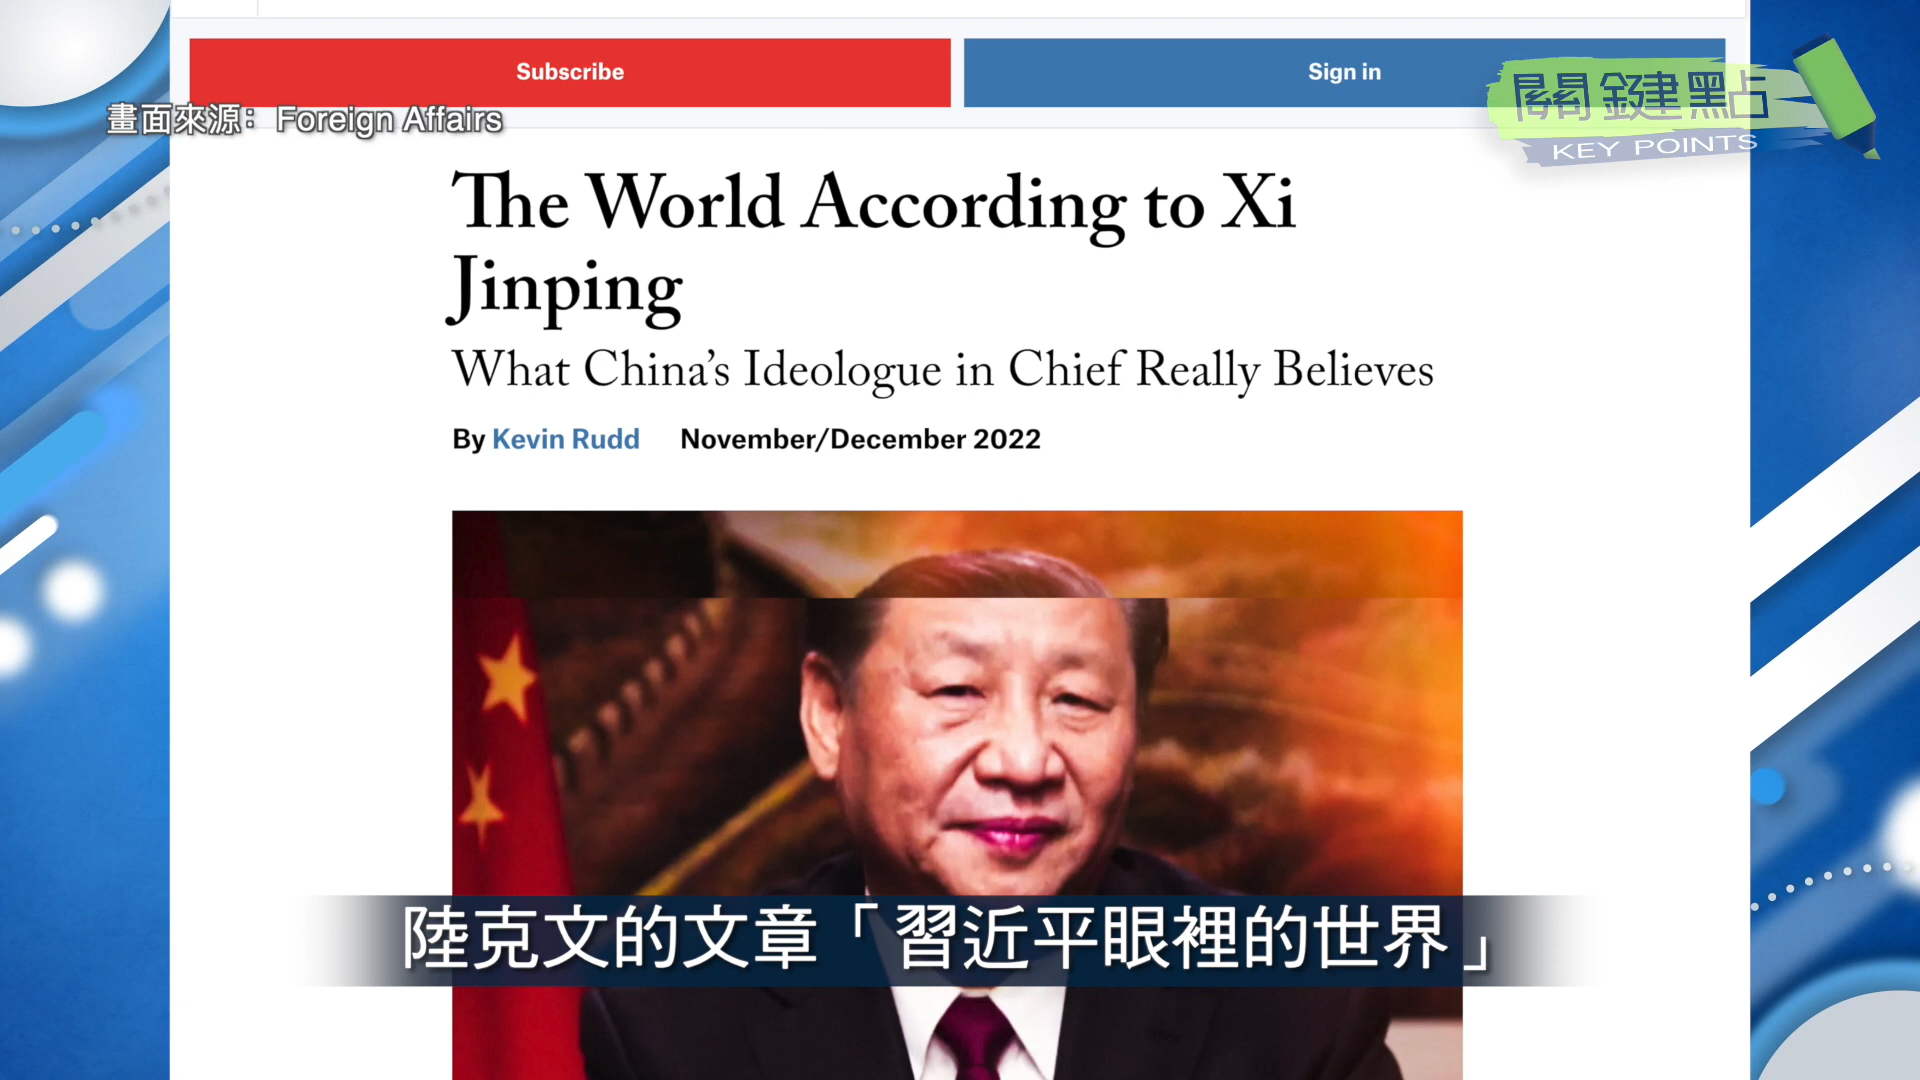 Subscribe
Sign in
關鍵點
KEY POINTS
畫面來源：Foreign Affairs
The World According to Xi
Jinping
What China’s Ideologue in Chief Really Believes
By Kevin Rudd November/December 2022
陸克文的文章「習近平眼裡的世界」